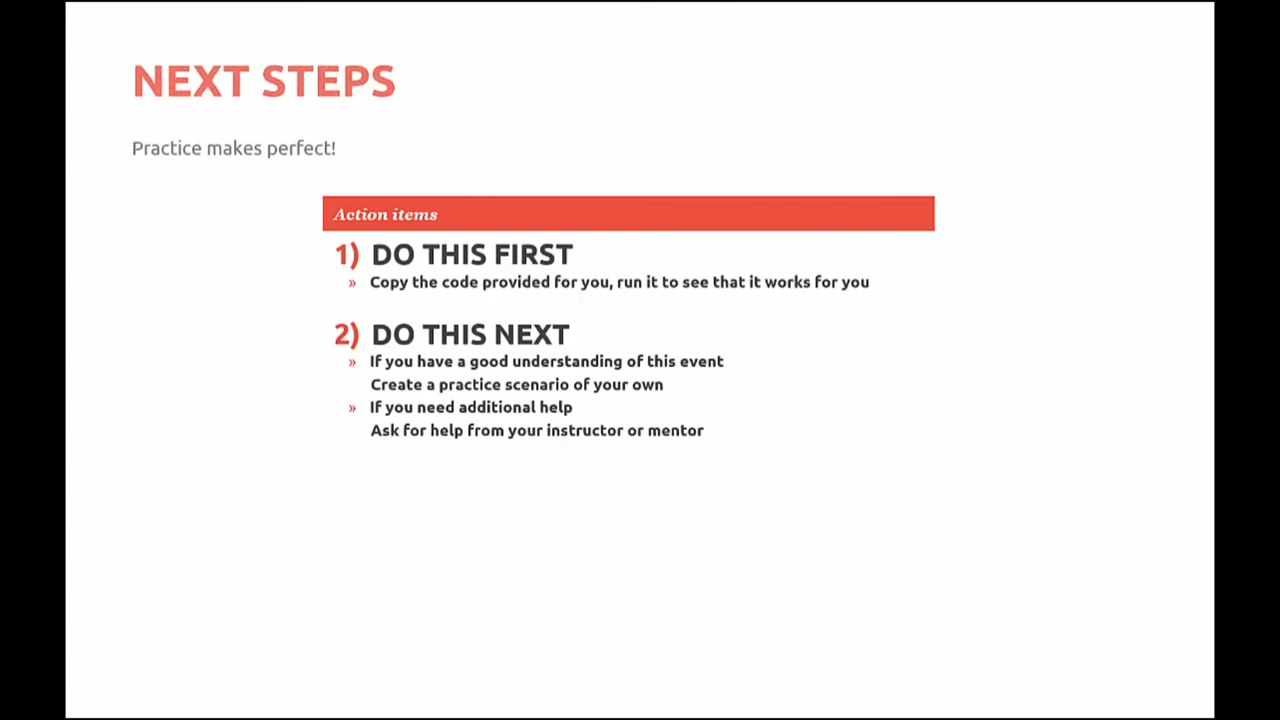 NEXT STEPS
Practice makes perfect!
Action items
1) DO THIS FIRST
» Copy the code provided for you, run it to see that it works for you
2) DO THIS NEXT
» If you have a good understanding of this event
Create a practice scenario of your own
» If you need additional help
Ask for help from your instructor or mentor